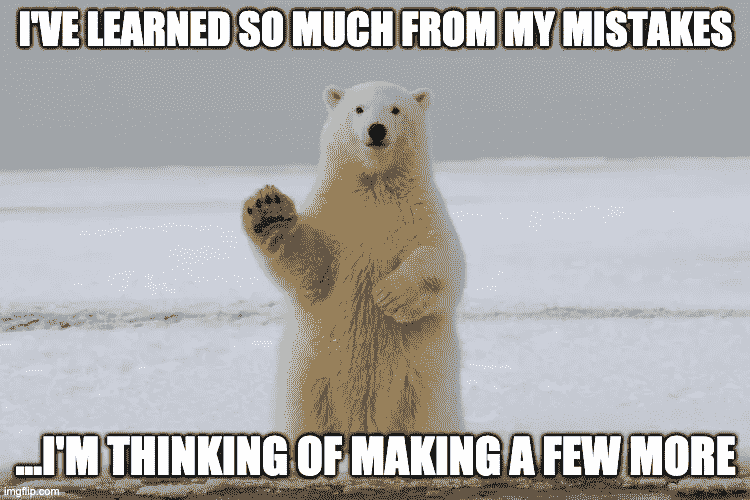 I'VE LEARNED SO MUCH FROM MY MISTAKES
...I'M THINKING OF MAKING A FEW MORE
imgflip.com